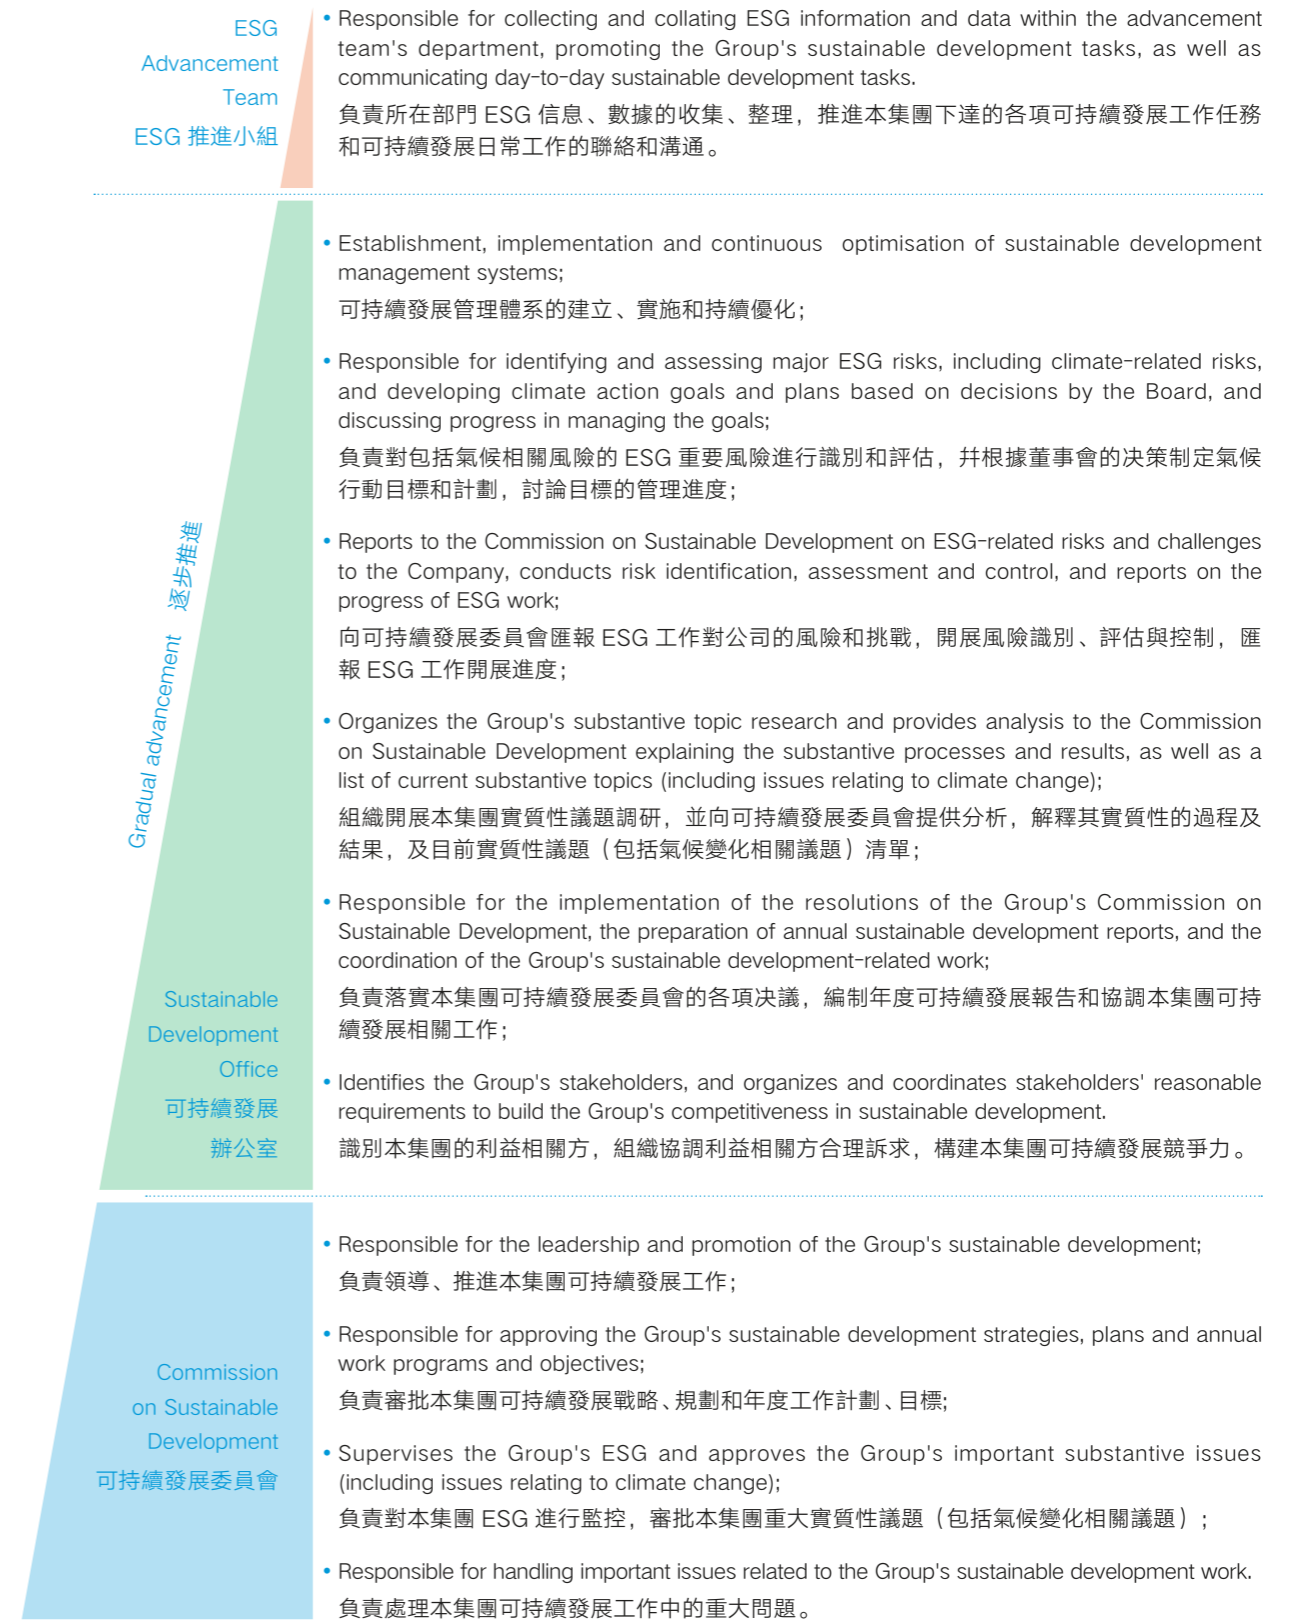 ESG
Advancement
Team
ESG 推進小組
• Responsible for collecting and collating ESG information and data within the advancement
team's department, promoting the Group's sustainable development tasks, as well as
communicating day-to-day sustainable development tasks.
負責所在部門 ESG 信息、數據的收集、整理，推進本集團下達的各項可持續發展工作任務
和可持續發展日常工作的聯絡和溝通。
Gradual advancement 逐步推進
Sustainable
Development
Office
可持續發展
辦公室
• Establishment, implementation and continuous optimisation of sustainable development
management systems;
可持續發展管理體系的建立、實施和持續優化；
• Responsible for identifying and assessing major ESG risks, including climate-related risks,
and developing climate action goals and plans based on decisions by the Board, and
discussing progress in managing the goals;
負責對包括氣候相關風險的 ESG 重要風險進行識別和評估，幷根據董事會的决策制定氣候
行動目標和計劃，討論目標的管理進度；
• Reports to the Commission on Sustainable Development on ESG-related risks and challenges
to the Company, conducts risk identification, assessment and control, and reports on the
progress of ESG work;
向可持續發展委員會匯報 ESG 工作對公司的風險和挑戰，開展風險識別、評估與控制，匯
報 ESG 工作開展進度；
• Organizes the Group's substantive topic research and provides analysis to the Commission
on Sustainable Development explaining the substantive processes and results, as well as a
list of current substantive topics (including issues relating to climate change);
組織開展本集團實質性議題調研，並向可持續發展委員會提供分析，解釋其實質性的過程及
結果，及目前實質性議題（包括氣候變化相關議題）清單；
• Responsible for the implementation of the resolutions of the Group's Commission on
Sustainable Development, the preparation of annual sustainable development reports, and the
coordination of the Group's sustainable development-related work;
負責落實本集團可持續發展委員會的各項决議，編制年度可持續發展報告和協調本集團可持
續發展相關工作；
• Identifies the Group's stakeholders, and organizes and coordinates stakeholders' reasonable
requirements to build the Group's competitiveness in sustainable development.
識別本集團的利益相關方，組織協調利益相關方合理訴求，構建本集團可持續發展競爭力。
Commission
on Sustainable
Development
可持續發展委員會
• Responsible for the leadership and promotion of the Group's sustainable development;
負責領導、推進本集團可持續發展工作；
• Responsible for approving the Group's sustainable development strategies, plans and annual
work programs and objectives;
負責審批本集團可持續發展戰略、規劃和年度工作計劃、目標;
• Supervises the Group's ESG and approves the Group's important substantive issues
(including issues relating to climate change);
負責對本集團 ESG 進行監控，審批本集團重大實質性議題（包括氣候變化相關議題）；
• Responsible for handling important issues related to the Group's sustainable development work.
負責處理本集團可持續發展工作中的重大問題。